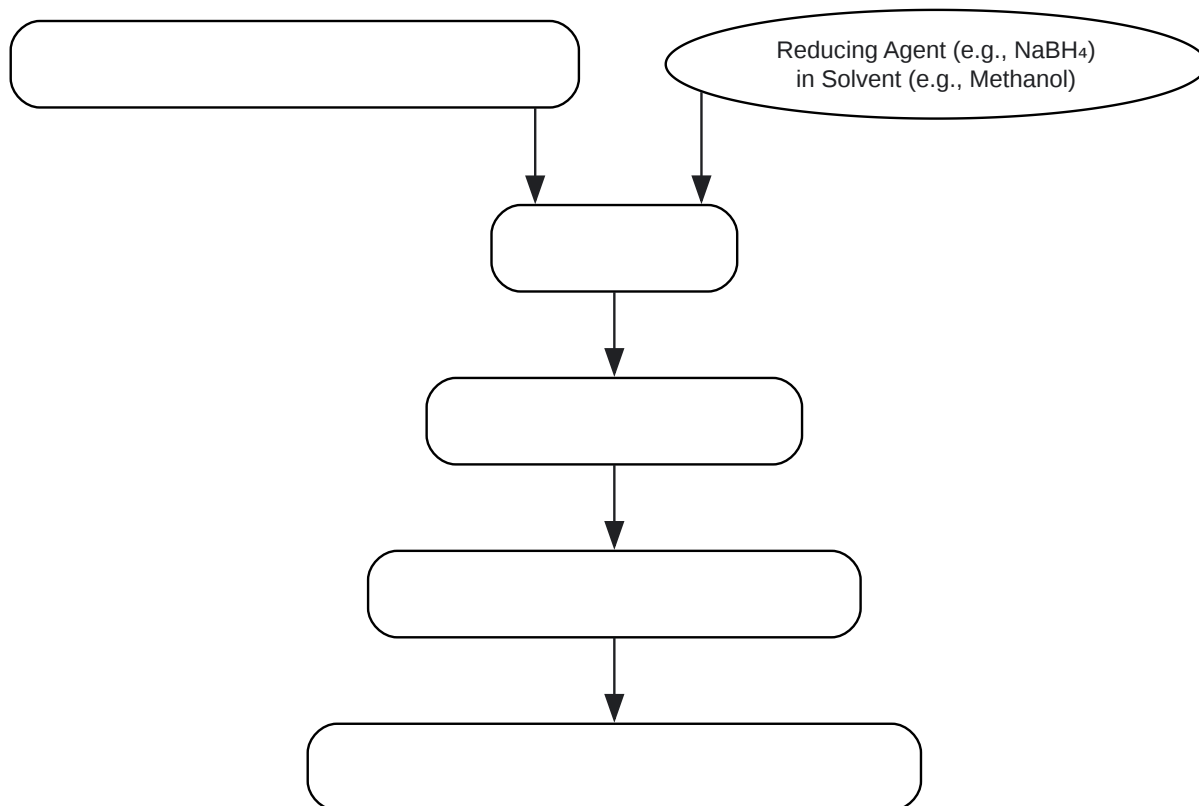 Reducing Agent (e.g., NaBH₄)
in Solvent (e.g., Methanol)